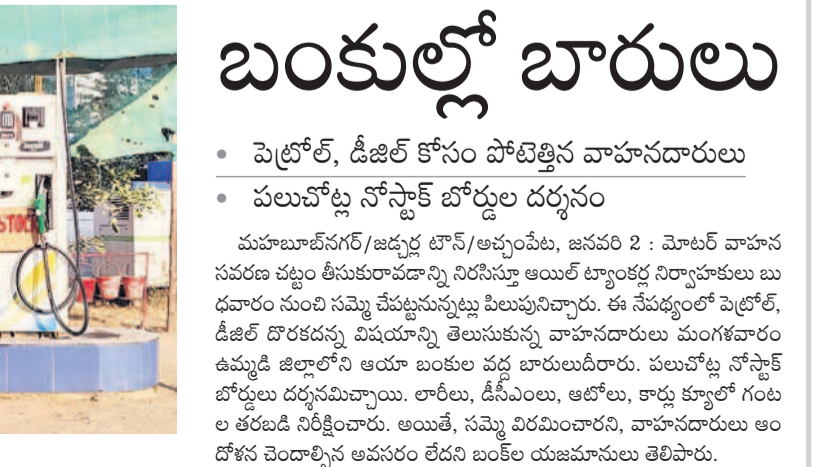 బంకుల్లో బారులు
• పెట్రోల్, డీజిల్ కోసం పోటెత్తిన వాహనదారులు
• పలుచోట్ల నోస్టాక్ బోర్డుల దర్శనం
మహబూబ్‌నగర్/జడ్చర్ల టౌన్/అచ్చంపేట, జనవరి 2 : మోటర్ వాహన
సవరణ చట్టం తీసుకురావడాన్ని నిరసిస్తూ ఆయిల్ ట్యాంకర్ల నిర్వాహకులు బు
ధవారం నుంచి సమ్మె చేపట్టనున్నట్లు పిలుపునిచ్చారు. ఈ నేపథ్యంలో పెట్రోల్,
డీజిల్ దొరకదన్న విషయాన్ని తెలుసుకున్న వాహనదారులు మంగళవారం
ఉమ్మడి జిల్లాలోని ఆయా బంకుల వద్ద బారులుదీరారు. పలుచోట్ల నోస్టాక్
బోర్డులు దర్శనమిచ్చాయి. లారీలు, డీసీఎంలు, ఆటోలు, కార్లు క్యూలో గంట
ల తరబడి నిరీక్షించారు. అయితే, సమ్మె విరమించారని, వాహనదారులు ఆం
దోళన చెందాల్సిన అవసరం లేదని బంక్‌ల యజమానులు తెలిపారు.
STOCK